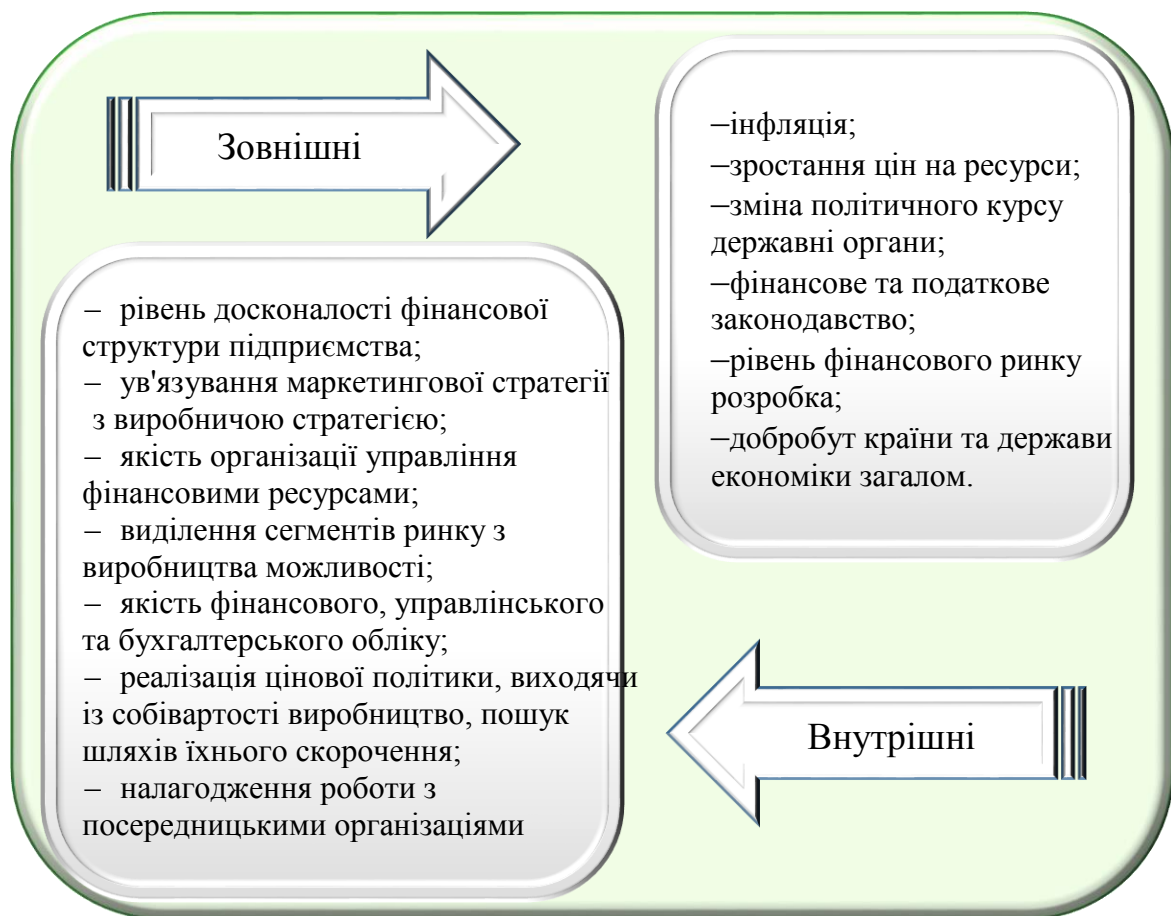 Зовнішні
–інфляція;
–зростання цін на ресурси;
–зміна політичного курсу
державні органи;
–фінансове та податкове
законодавство;
–рівень фінансового ринку
розробка;
–добробут країни та держави
економіки загалом.
– рівень досконалості фінансової
структури підприємства;
– ув'язування маркетингової стратегії
з виробничою стратегією;
– якість організації управління
фінансовими ресурсами;
– виділення сегментів ринку з
виробництва можливості;
– якість фінансового, управлінського
та бухгалтерського обліку;
– реалізація цінової політики, виходячи
із собівартості виробництво, пошук
шляхів їхнього скорочення;
– налагодження роботи з
посередницькими організаціями
Внутрішні